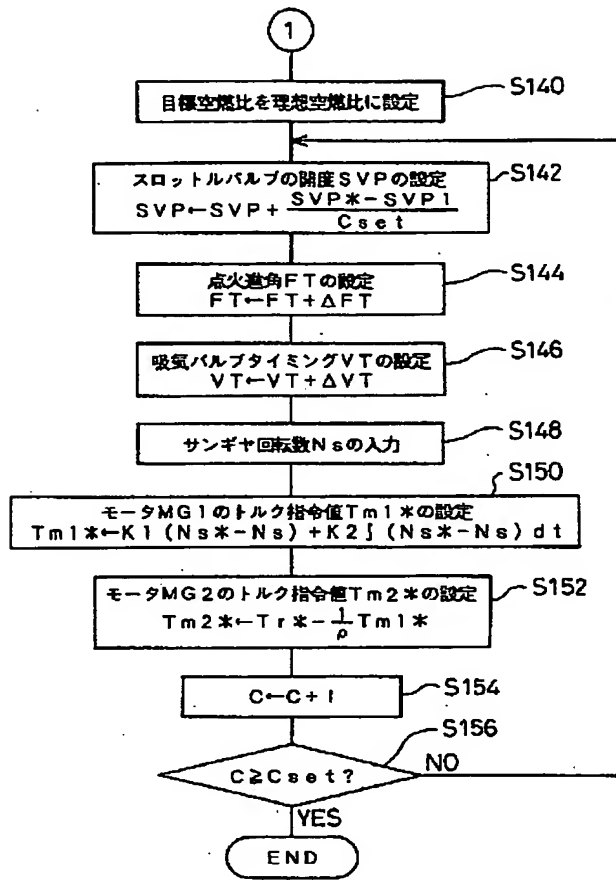 1
目標空燃比を理想空燃比に設定
S140
スロットルバルブの開度SVPの設定
SVP←SVP+ SVP*-SVP1
Cset
S142
点火進角FTの設定
FT←FT+ΔFT
S144
吸気バルブタイミングVTの設定
VT←VT+ΔVT
S146
サンギヤ回転数Nsの入力
S148
S150
モータMG1のトルク指令値Tm1*の設定
Tm1*←K1(Ns*-Ns)+K2∫(Ns*-Ns)dt
モータMG2のトルク指令値Tm2*の設定
Tm2*←Tr*-1/ρ Tm1*
S152
C←C+1
S154
S156
C≧Cset?
NO
YES
END